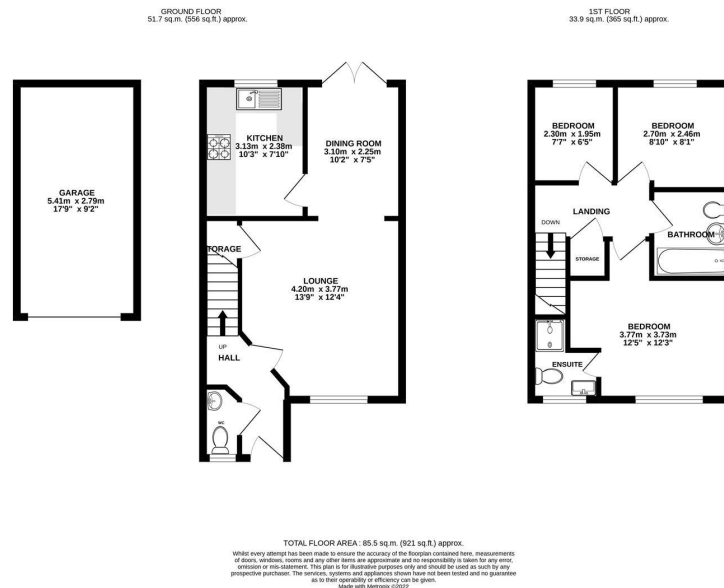 GROUND FLOOR
51.7 sq.m. (556 sq.ft.) approx.
1ST FLOOR
33.9 sq.m. (365 sq.ft.) approx.
GARAGE
5.41m x 2.79m
17'9" x 9'2"
KITCHEN
3.13m x 2.38m
10'3" x 7'10"
DINING ROOM
3.10m x 2.25m
10'2" x 7'5"
TORAGE
LOUNGE
4.20m x 3.77m
13'9" x 12'4"
UP
HALL
WC
BEDROOM
2.30m x 1.95m
7'7" x 6'5"
BEDROOM
2.70m x 2.46m
8'10" x 8'1"
LANDING
DOWN
BATHROOM
STORAGE
BEDROOM
3.77m x 3.73m
12'5" x 12'3"
ENSUITE
TOTAL FLOOR AREA : 85.5 sq.m. (921 sq.ft.) approx.
Whilst every attempt has been made to ensure the accuracy of the floorplan contained here, measurements
of doors, windows, rooms and any other items are approximate and no responsibility is taken for any error,
omission or mis-statement. This plan is for illustrative purposes only and should be used as such by any
prospective purchaser. The services, systems and appliances shown have not been tested and no guarantee
as to their operability or efficiency can be given.
Made with Metropix ©2022